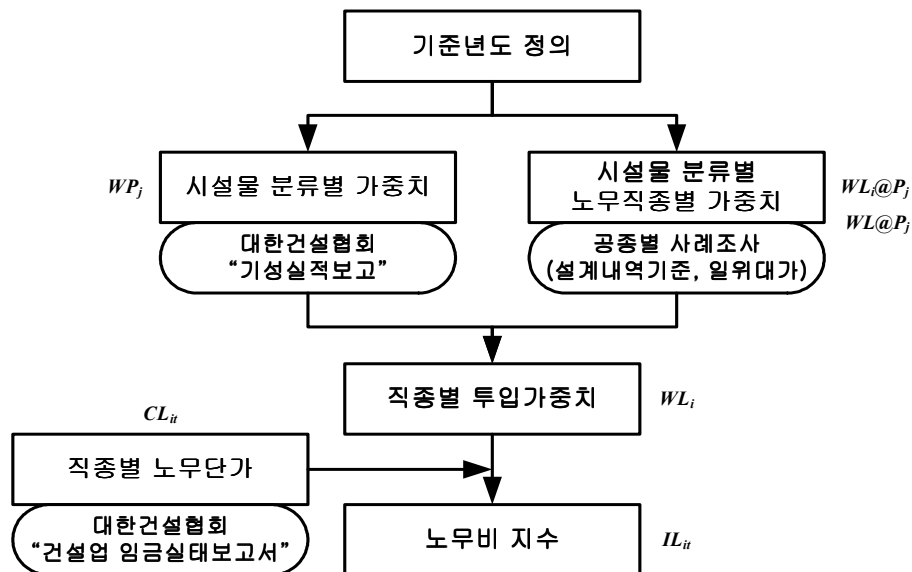 기준년도 정의
WPj
시설물 분류별 가중치
대한건설협회
“기성실적보고”
시설물 분류별
노무직종별 가중치
WLi@Pj
WL@Pj
공종별 사례조사
(설계내역기준, 일위대가)
직종별 투입가중치
WLi
CLit
직종별 노무단가
대한건설협회
“건설업 임금실태보고서”
노무비 지수
ILit